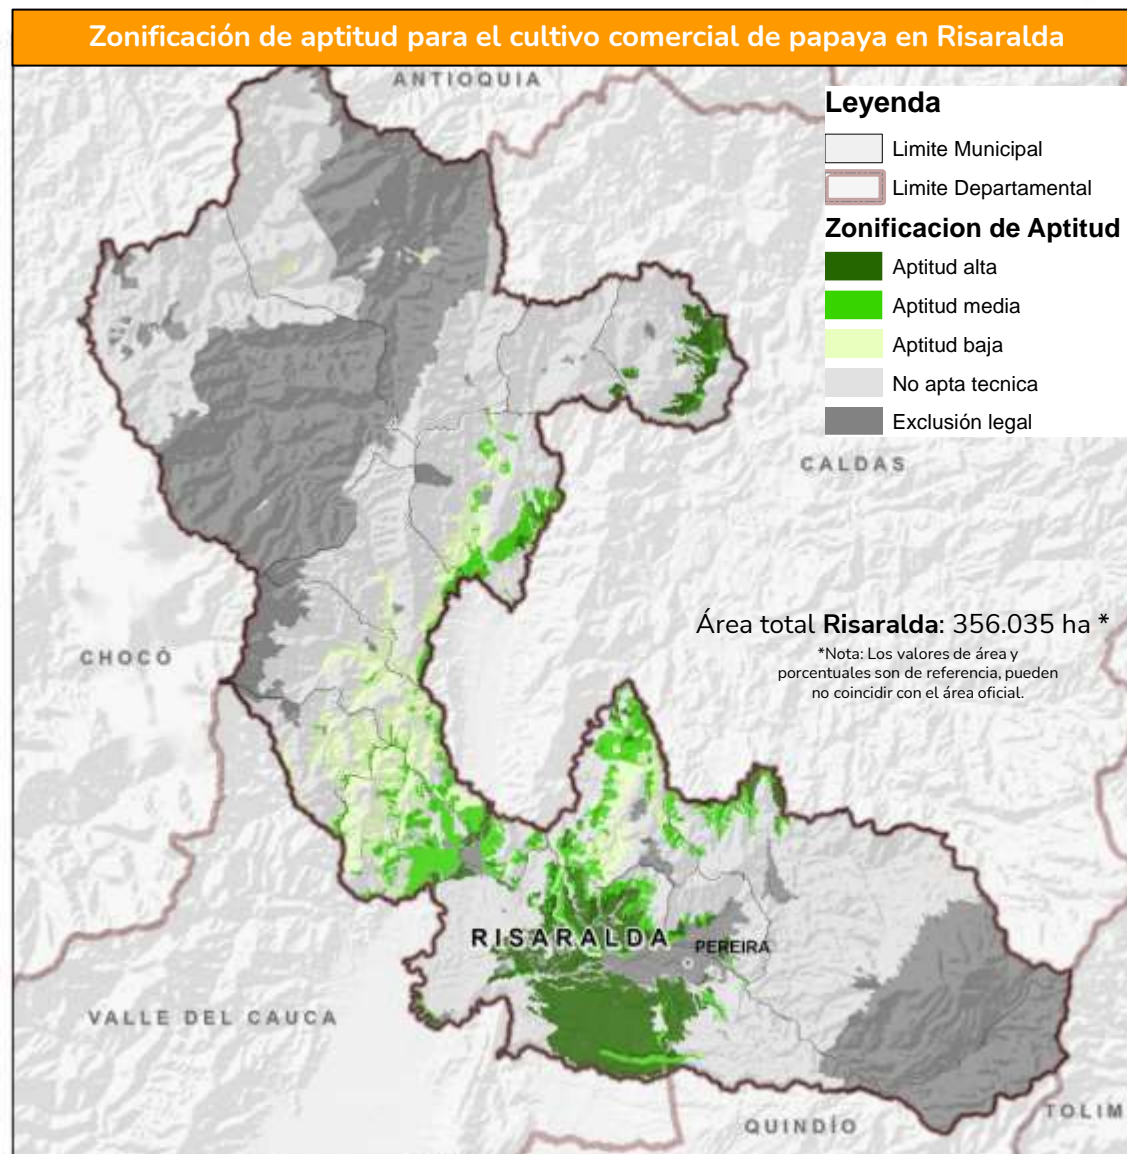 Zonificación de aptitud para el cultivo comercial de papaya en Risaralda
ANTIOQUIA
Leyenda
Limite Municipal
Limite Departamental
Zonificacion de Aptitud
Aptitud alta
Aptitud media
Aptitud baja
No apta tecnica
Exclusión legal
CALDAS
Área total Risaralda: 356.035 ha *
*Nota: Los valores de área y
porcentuales son de referencia, pueden
no coincidir con el área oficial.
CHOCÓ
RISARALDA
PEREIRA
VALLE DEL CAUCA
QUINDÍO
TOLIM